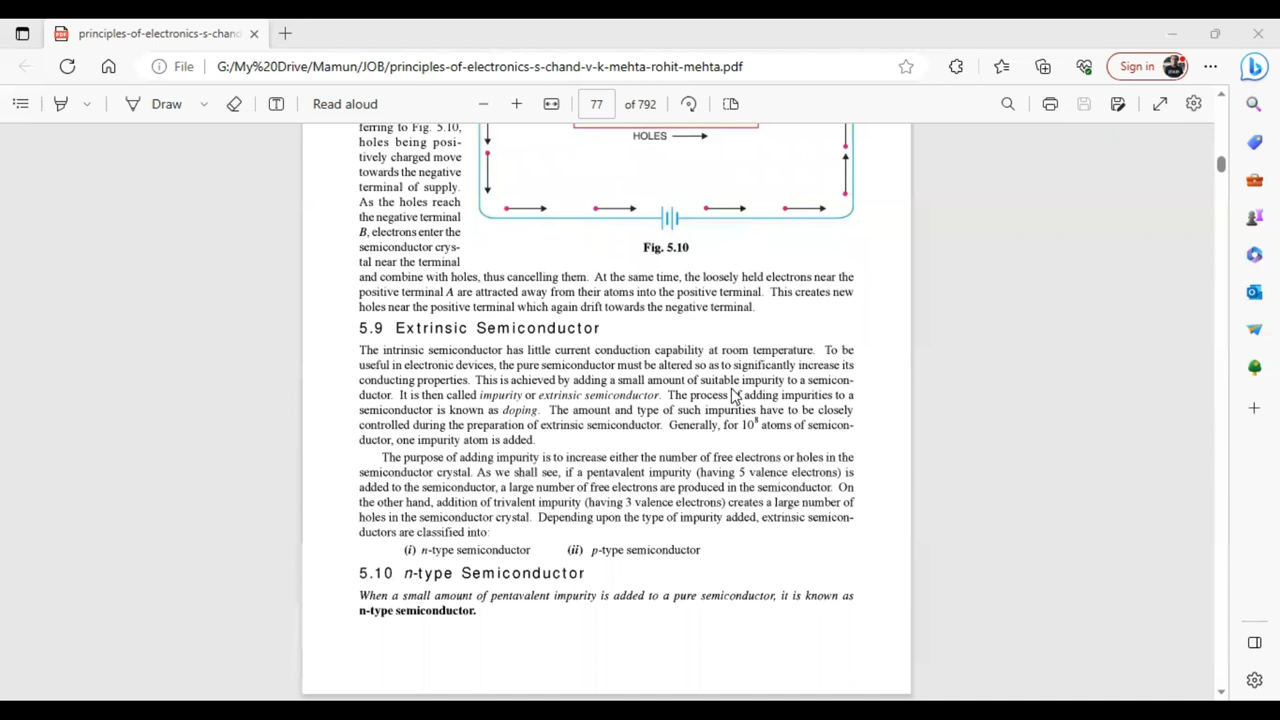 principles-of-electronics-s-chand
File
G:/My%20Drive/Mamun/JOB/principles-of-electronics-s-chand-v-k-mehta-rohit-mehta.pdf
Sign in
Draw
Read aloud
77
of 792
ferring to Fig. 5.10,
holes being posi-
tively charged move
towards the negative
terminal of supply.
As the holes reach
the negative terminal
B, electrons enter the
semiconductor crys-
tal near the terminal
HOLES
Fig. 5.10
and combine with holes, thus cancelling them. At the same time, the loosely held electrons near the
positive terminal A are attracted away from their atoms into the positive terminal. This creates new
holes near the positive terminal which again drift towards the negative terminal.
5.9 Extrinsic Semiconductor
The intrinsic semiconductor has little current conduction capability at room temperature. To be
useful in electronic devices, the pure semiconductor must be altered so as to significantly increase its
conducting properties. This is achieved by adding a small amount of suitable impurity to a semicon-
ductor. It is then called impurity or extrinsic semiconductor. The process of adding impurities to a
semiconductor is known as doping. The amount and type of such impurities have to be closely
controlled during the preparation of extrinsic semiconductor. Generally, for 10⁸ atoms of semicon-
ductor, one impurity atom is added.
The purpose of adding impurity is to increase either the number of free electrons or holes in the
semiconductor crystal. As we shall see, if a pentavalent impurity (having 5 valence electrons) is
added to the semiconductor, a large number of free electrons are produced in the semiconductor. On
the other hand, addition of trivalent impurity (having 3 valence electrons) creates a large number of
holes in the semiconductor crystal. Depending upon the type of impurity added, extrinsic semicon-
ductors are classified into:
(i) n-type semiconductor (ii) p-type semiconductor
5.10 n-type Semiconductor
When a small amount of pentavalent impurity is added to a pure semiconductor, it is known as
n-type semiconductor.